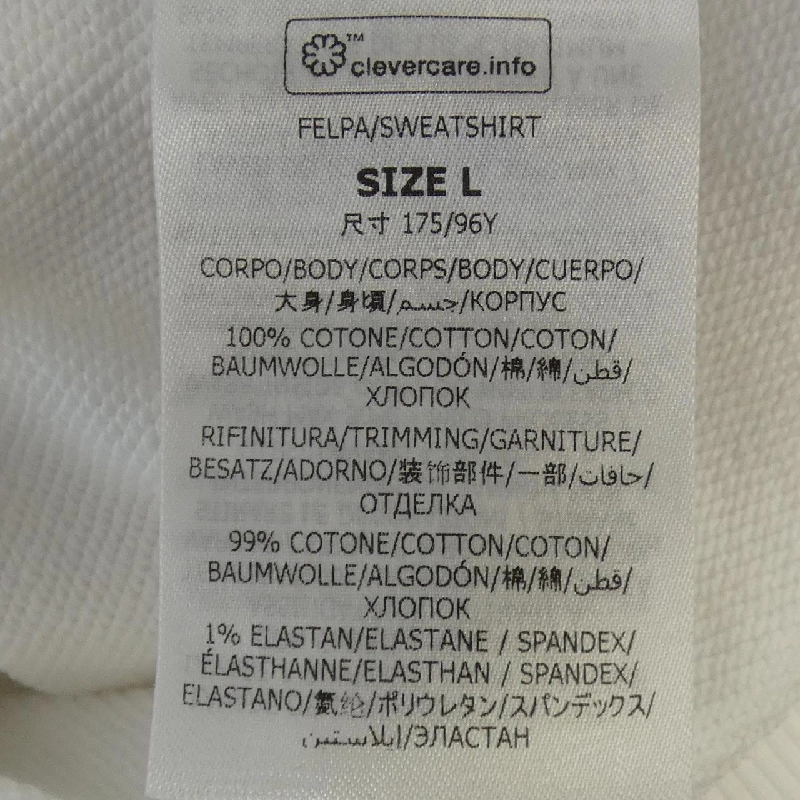 clevercare.info™
FELPA/SWEATSHIRT
SIZE L
尺寸 175/96Y
CORPO/BODY/CORPS/BODY/CUERPO/
大身/身頃/جسم/КОРПУС
100% COTONE/COTTON/COTON/
BAUMWOLLE/ALGODÓN/棉/綿/قطن/
ХЛОПОК
RIFINITURA/TRIMMING/GARNITURE/
BESATZ/ADORNO/装饰部件/一部/حافات/
ОТДЕЛКА
99% COTONE/COTTON/COTON/
BAUMWOLLE/ALGODÓN/棉/綿/قطن/
ХЛОПОК
1% ELASTAN/ELASTANE / SPANDEX/
ÉLASTHANNE/ELASTHAN / SPANDEX/
ELASTANO/氨纶/ポリウレタン/スパンデックス/
إيلاستين/ЭЛАСТАН